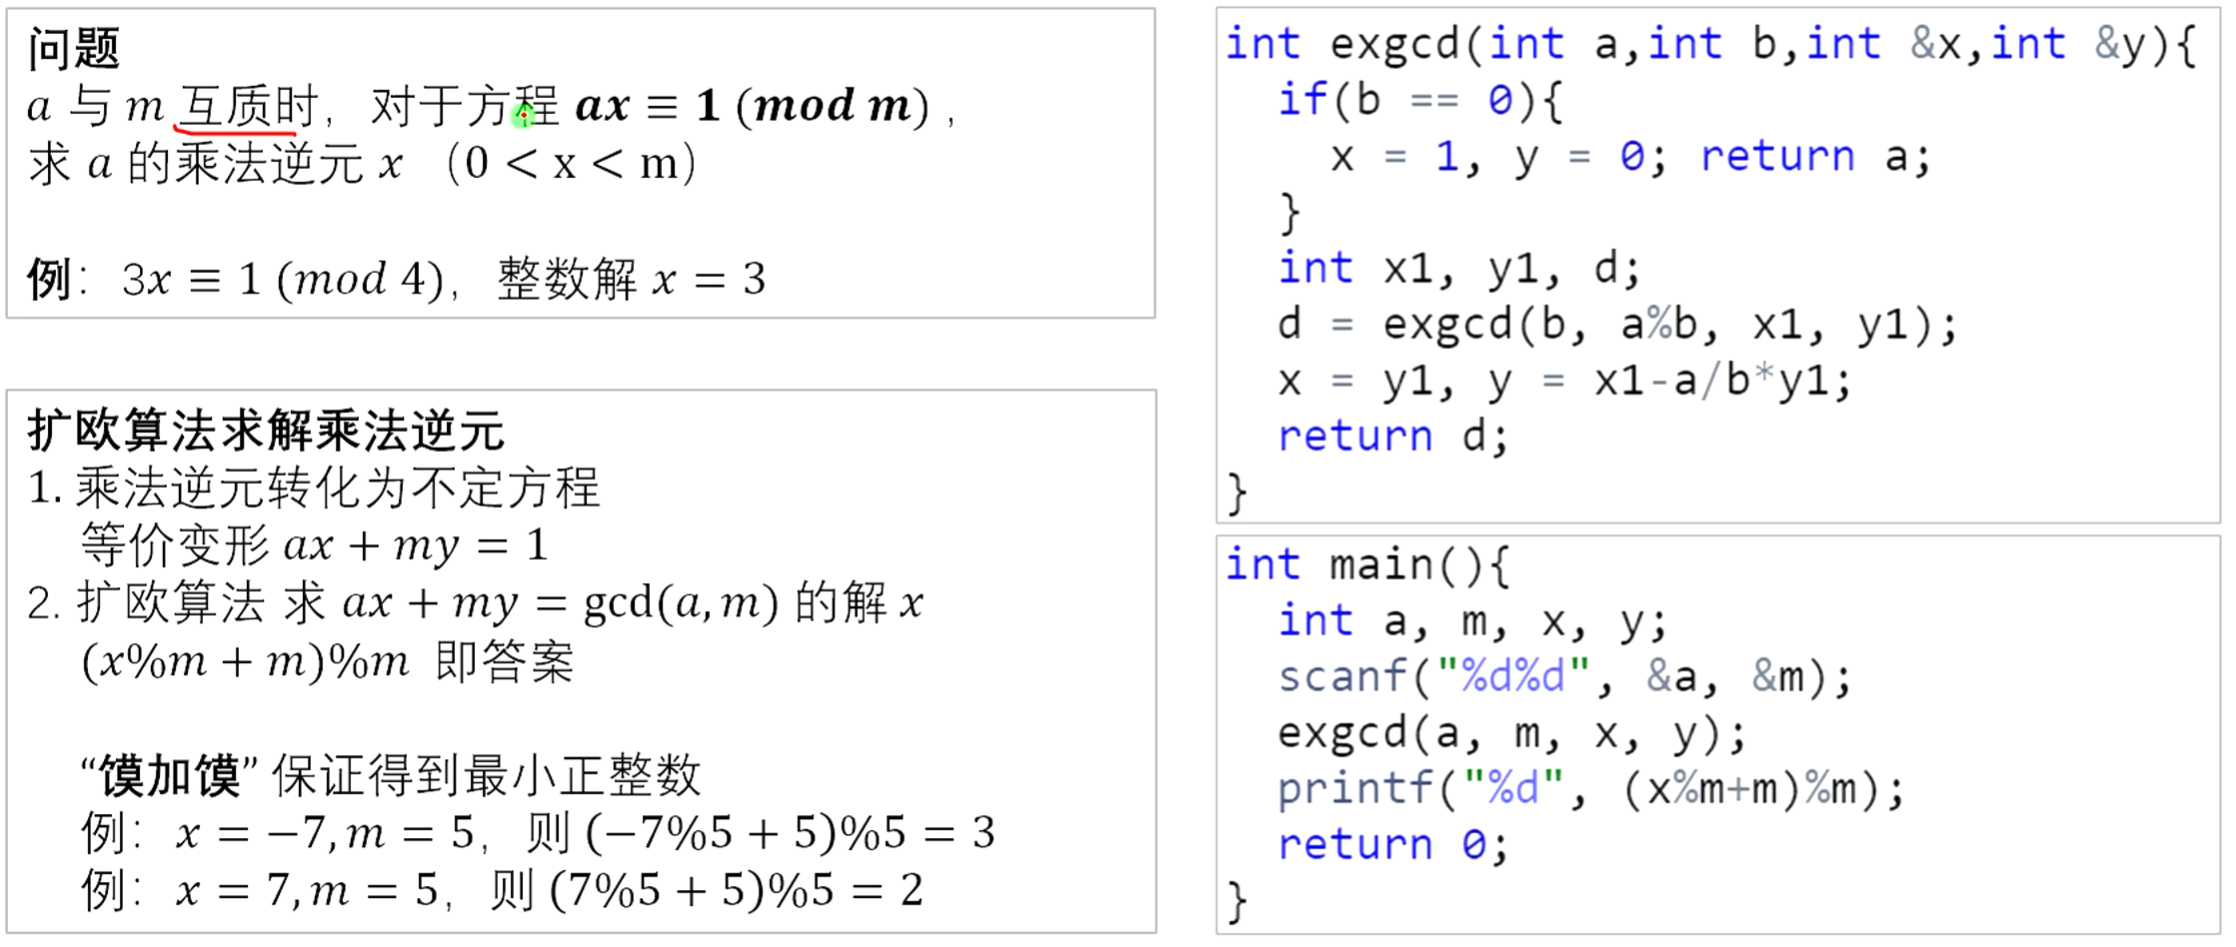 问题
a 与 m 互质时，对于方程 ax ≡ 1 (mod m)，
求 a 的乘法逆元 x （0 < x < m）
例：3x ≡ 1 (mod 4)，整数解 x = 3
扩欧算法求解乘法逆元
1. 乘法逆元转化为不定方程
等价变形 ax + my = 1
2. 扩欧算法 求 ax + my = gcd(a, m) 的解 x
(x%m + m)%m 即答案
“馍加馍” 保证得到最小正整数
例：x = −7, m = 5，则 (−7%5 + 5)%5 = 3
例：x = 7, m = 5，则 (7%5 + 5)%5 = 2
int exgcd(int a,int b,int &x,int &y){
if(b == 0){
x = 1, y = 0; return a;
}
int x1, y1, d;
d = exgcd(b, a%b, x1, y1);
x = y1, y = x1-a/b*y1;
return d;
}
int main(){
int a, m, x, y;
scanf("%d%d", &a, &m);
exgcd(a, m, x, y);
printf("%d", (x%m+m)%m);
return 0;
}